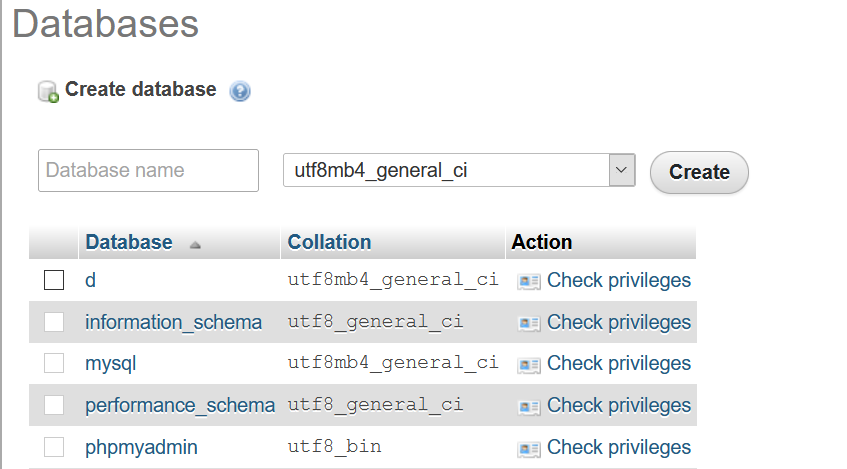 Databases
Create database
Database name utf8mb4_general_ci Create
Database Collation Action
d utf8mb4_general_ci Check privileges
information_schema utf8_general_ci Check privileges
mysql utf8mb4_general_ci Check privileges
performance_schema utf8_general_ci Check privileges
phpmyadmin utf8_bin Check privileges